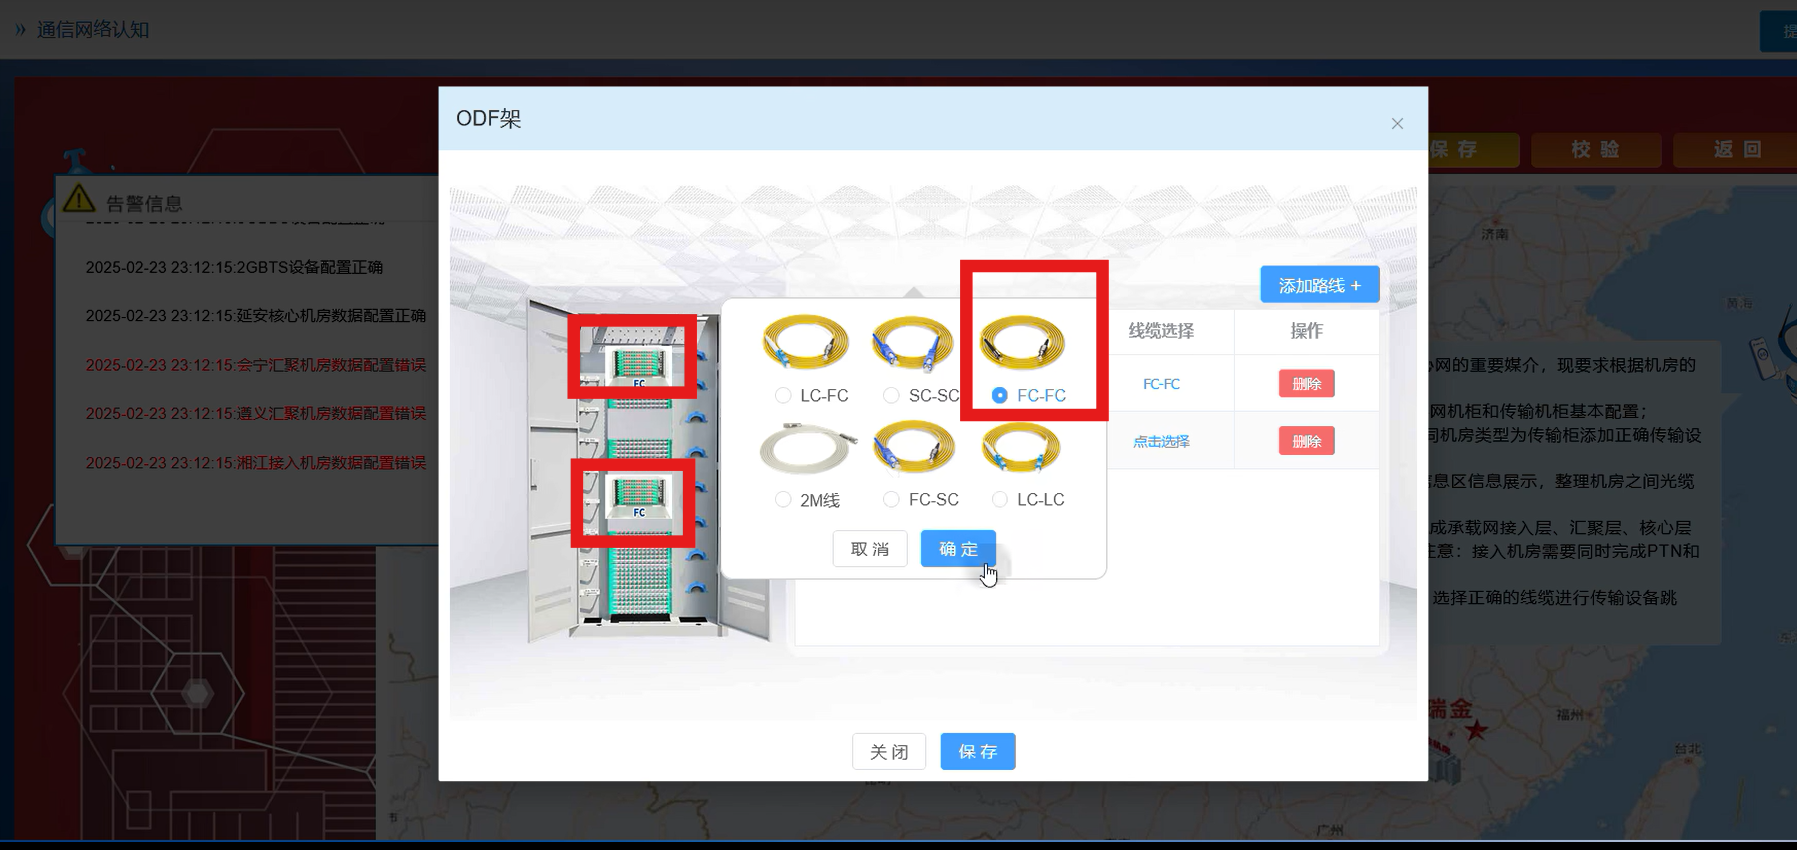 » 通信网络认知
提
ODF架
×
保 存
校 验
返 回
告警信息
2025-02-23 23:12:15:2GBTS设备配置正确
2025-02-23 23:12:15:延安核心机房数据配置正确
2025-02-23 23:12:15:会宁汇聚机房数据配置错误
2025-02-23 23:12:15:遵义汇聚机房数据配置错误
2025-02-23 23:12:15:湘江接入机房数据配置错误
FC
FC
添加路线 +
线缆选择
操作
FC-FC
删除
点击选择
删除
LC-FC
SC-SC
FC-FC
2M线
FC-SC
LC-LC
取 消
确 定
关 闭
保 存
济南
黄海
心网的重要媒介，现要求根据机房的
网机柜和传输机柜基本配置；
同机房类型为传输柜添加正确传输设
息区信息展示，整理机房之间光缆
成承载网接入层、汇聚层、核心层
注意：接入机房需要同时完成PTN和
选择正确的线缆进行传输设备跳
瑞金
福州
台北
广州
市